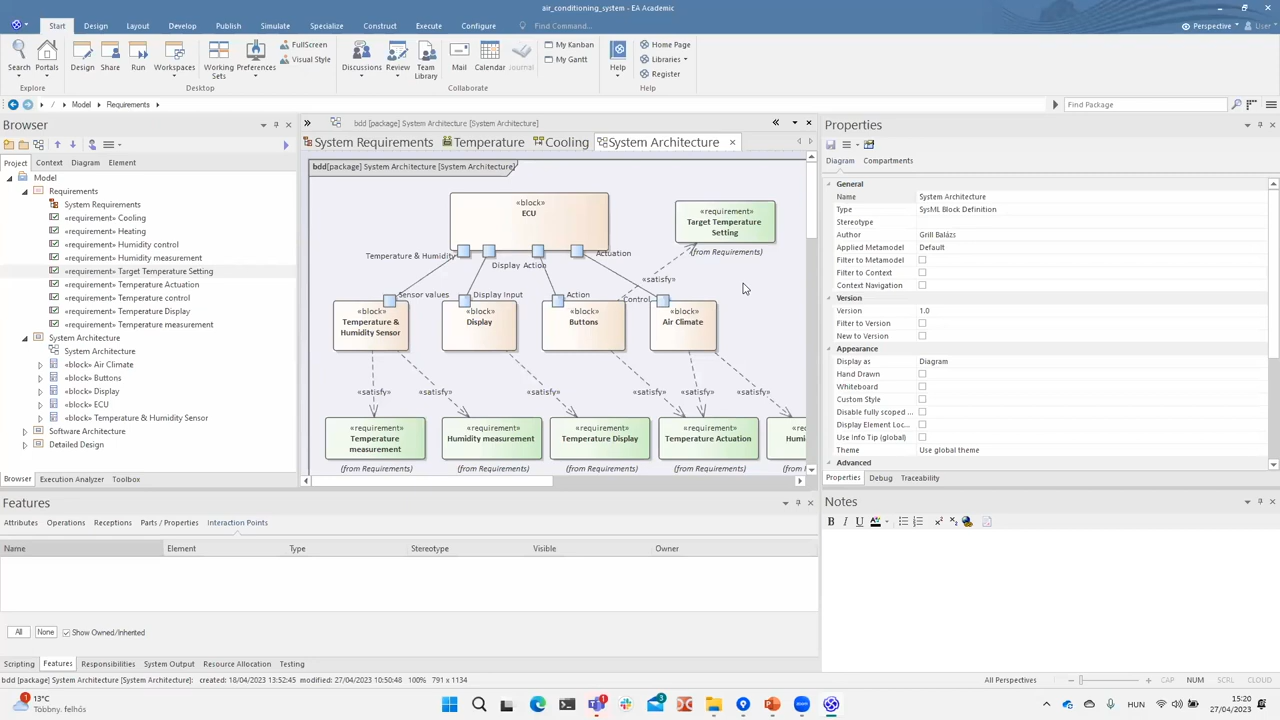 air_conditioning_system - EA Academic
Start Design Layout Develop Publish Simulate Specialize Construct Execute Configure Find Command... Perspective User
Search Portals Design Share Run Workspaces Working Sets Preferences FullScreen Visual Style Discussions Review Team Library Mail Calendar Journal My Kanban My Gantt Help Home Page Libraries Register
Explore Desktop Collaborate Help
/ Model Requirements Find Package
Browser
Project Context Diagram Element
Model
Requirements
System Requirements
«requirement» Cooling
«requirement» Heating
«requirement» Humidity control
«requirement» Humidity measurement
«requirement» Target Temperature Setting
«requirement» Temperature Actuation
«requirement» Temperature control
«requirement» Temperature Display
«requirement» Temperature measurement
System Architecture
System Architecture
«block» Air Climate
«block» Buttons
«block» Display
«block» ECU
«block» Temperature & Humidity Sensor
Software Architecture
Detailed Design
Browser Execution Analyzer Toolbox
bdd [package] System Architecture [System Architecture]
System Requirements Temperature Cooling System Architecture
bdd[package] System Architecture [System Architecture]
«block»
ECU
«requirement»
Target Temperature
Setting
(from Requirements)
Temperature & Humidity
Display Action
Actuation
«satisfy»
Sensor values
Display Input
Action
Control
«block»
Temperature &
Humidity Sensor
«block»
Display
«block»
Buttons
«block»
Air Climate
«satisfy» «satisfy» «satisfy» «satisfy» «satisfy» «satisfy»
«requirement»
Temperature
measurement
«requirement»
Humidity measurement
«requirement»
Temperature Display
«requirement»
Temperature Actuation
«requi
Humi
(from Requirements) (from Requirements) (from Requirements) (from Requirements) (from
Properties
Diagram Compartments
General
Name System Architecture
Type SysML Block Definition
Stereotype
Author Grill Balázs
Applied Metamodel Default
Filter to Metamodel
Filter to Context
Context Navigation
Version
Version 1.0
Filter to Version
New to Version
Appearance
Display as Diagram
Hand Drawn
Whiteboard
Custom Style
Disable fully scoped ...
Display Element Loc...
Use Info Tip (global)
Theme Use global theme
Advanced
Properties Debug Traceability
Features
Attributes Operations Receptions Parts / Properties Interaction Points
Name Element Type Stereotype Visible Owner
All None Show Owned/Inherited
Scripting Features Responsibilities System Output Resource Allocation Testing
Notes
B I U A
bdd [package] System Architecture [System Architecture]: created: 18/04/2023 13:52:45 modified: 27/04/2023 10:50:48 100% 791 x 1134 All Perspectives CAP NUM SCRL CLOUD
13°C
Többny. felhős
1
3
HUN
15:20
27/04/2023